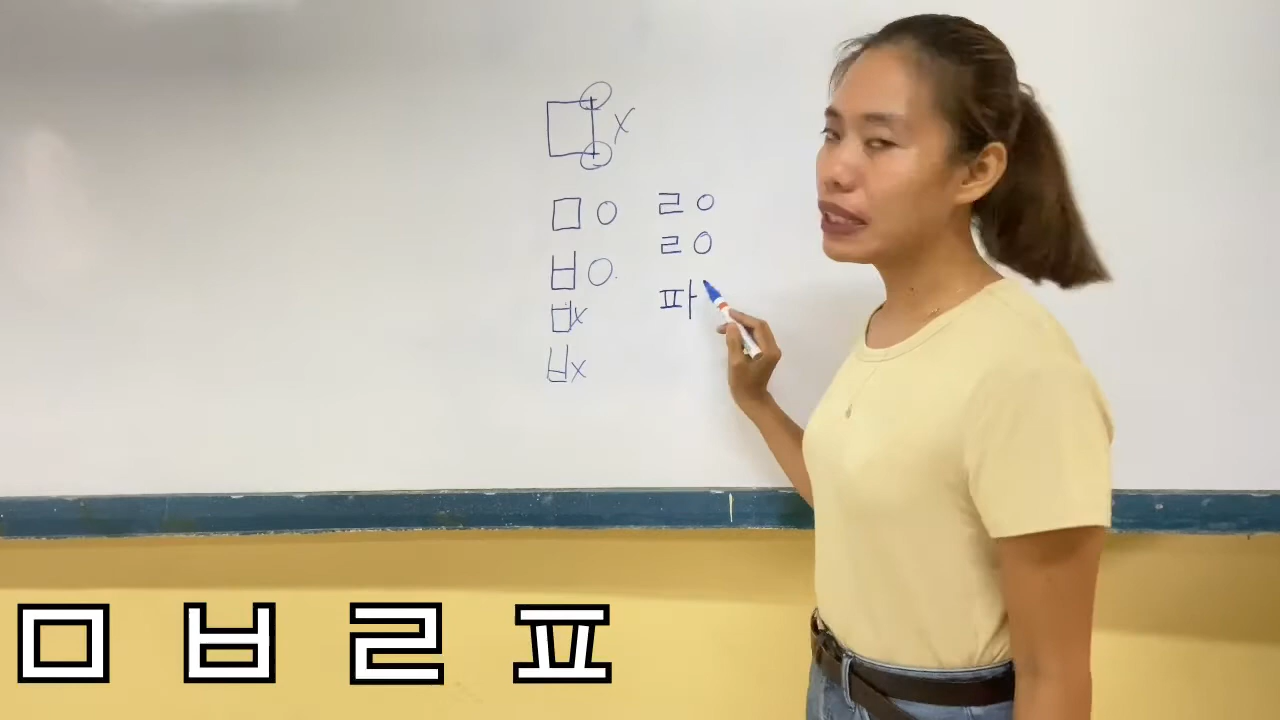 ㅁ X
ㅁ O
ㅂ O.
ㅁ X
ㅂ X
ㄹ O
ㄹ O
파
ㅁ ㅂ ㄹ ㅍ